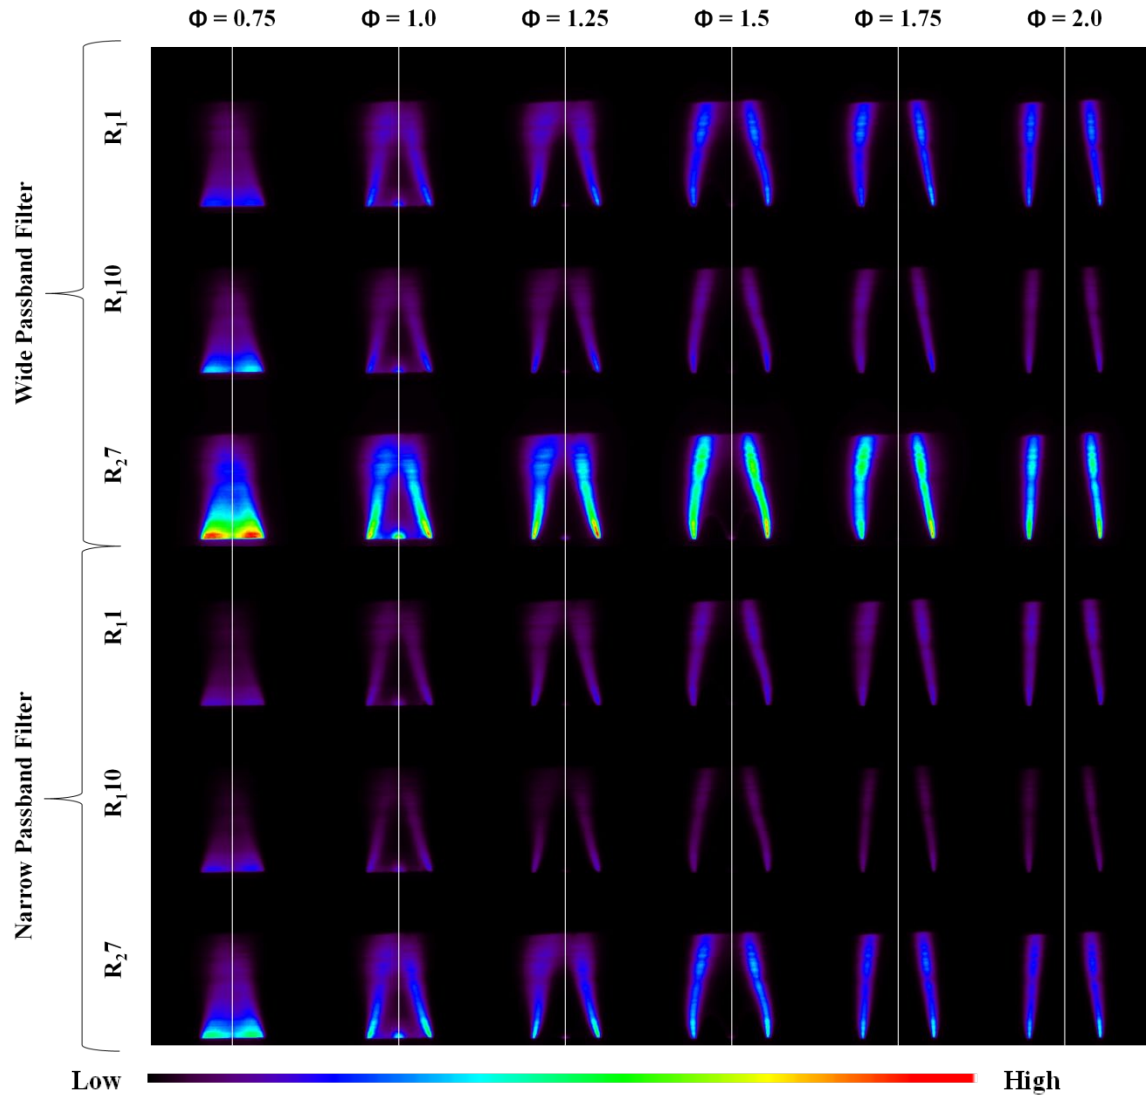 Φ = 0.75 Φ = 1.0 Φ = 1.25 Φ = 1.5 Φ = 1.75 Φ = 2.0
Wide Passband Filter
R₁1
R₁10
R₂7
Narrow Passband Filter
R₁1
R₁10
R₂7
Low High